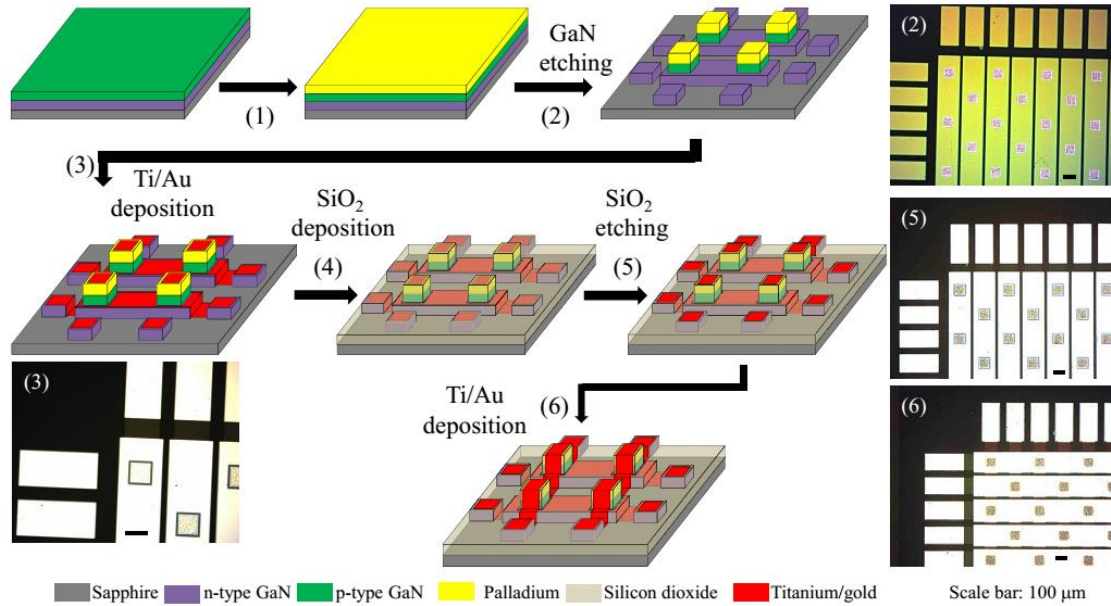 (1)
GaN
etching
(2)
(2)
(3)
Ti/Au
deposition
SiO₂
deposition
(4)
SiO₂
etching
(5)
(5)
(3)
Ti/Au
deposition
(6)
(6)
Sapphire n-type GaN p-type GaN Palladium Silicon dioxide Titanium/gold Scale bar: 100 μm